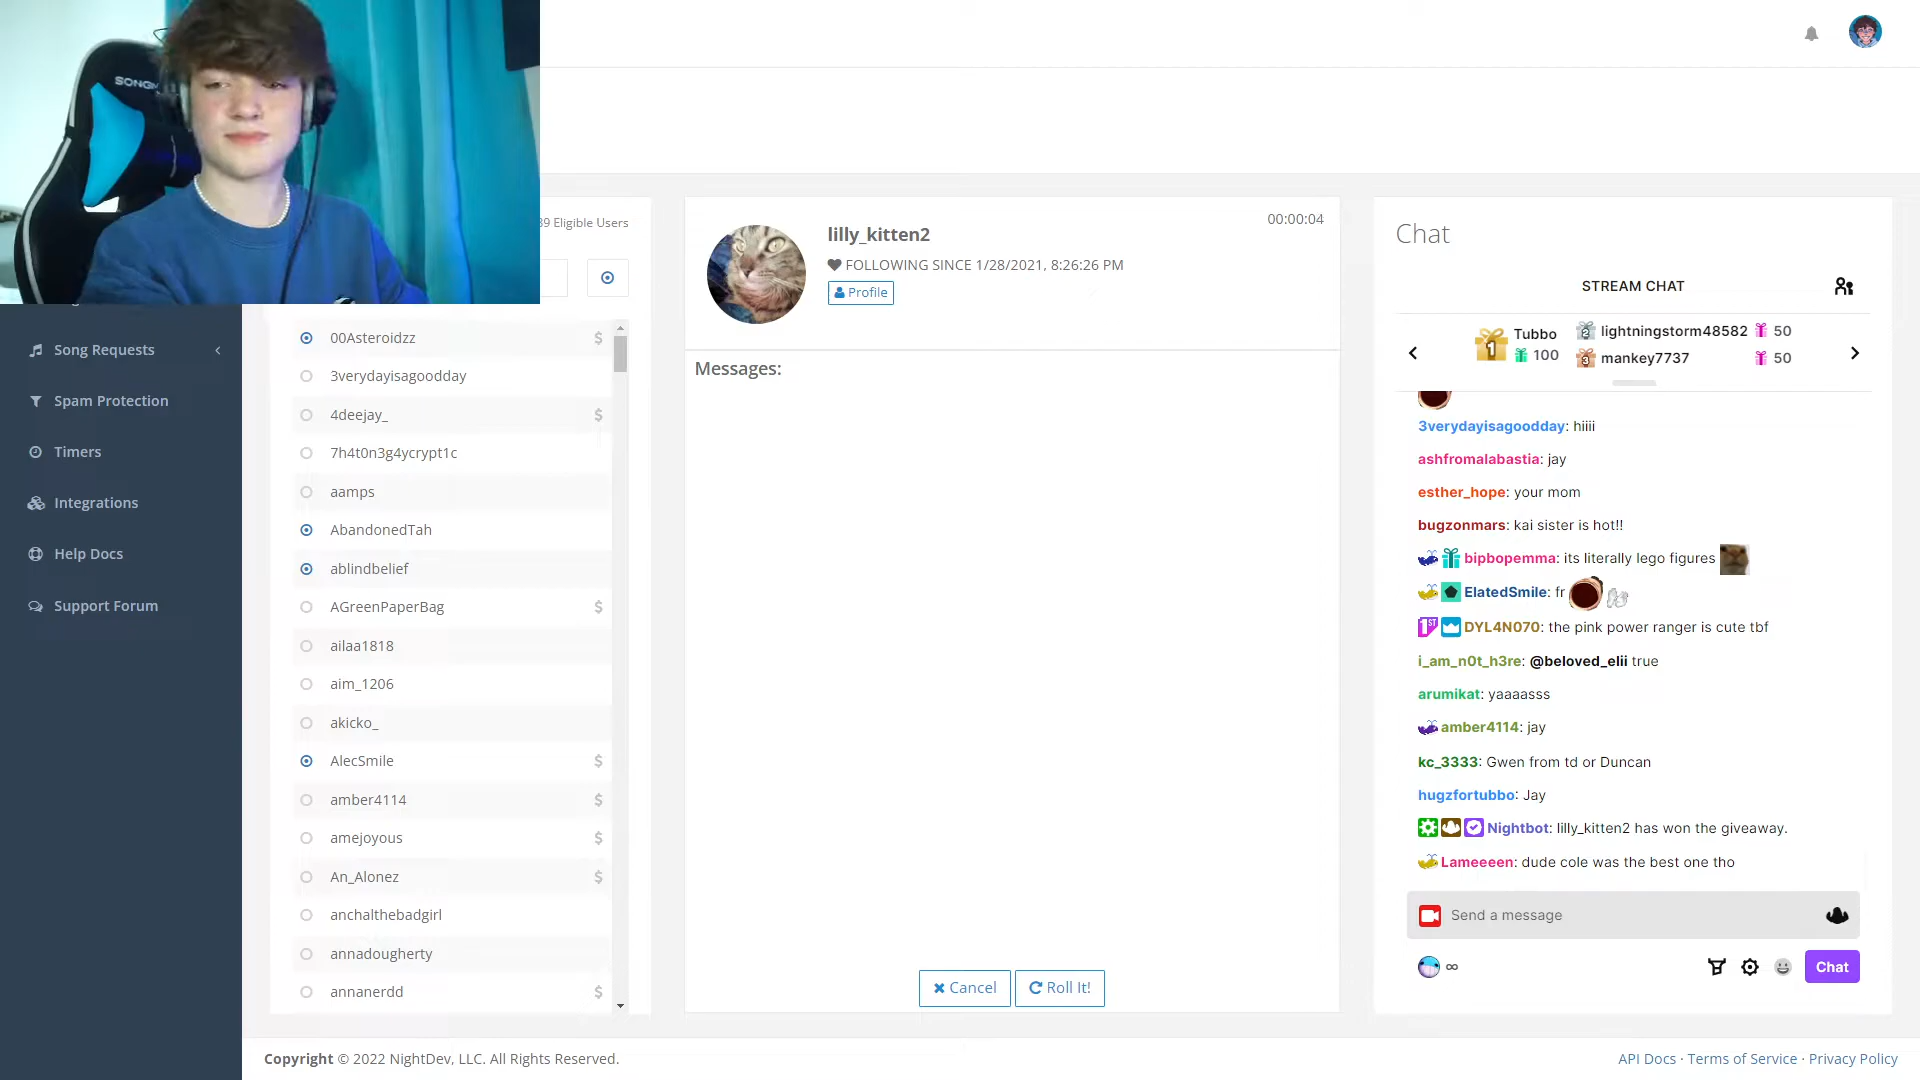 SONGM
39 Eligible Users
Song Requests
Spam Protection
Timers
Integrations
Help Docs
Support Forum
00Asteroidzz $
3verydayisagoodday
4deejay_ $
7h4t0n3g4ycrypt1c
aamps
AbandonedTah
ablindbelief
AGreenPaperBag $
ailaa1818
aim_1206
akicko_
AlecSmile $
amber4114 $
amejoyous $
An_Alonez $
anchalthebadgirl
annadougherty
annanerdd $
00:00:04
lilly_kitten2
FOLLOWING SINCE 1/28/2021, 8:26:26 PM
Profile
Messages:
Cancel
Roll It!
Chat
STREAM CHAT
1 Tubbo
100
2 lightningstorm48582 50
3 mankey7737 50
3verydayisagoodday: hiiii
ashfromalabastia: jay
esther_hope: your mom
bugzonmars: kai sister is hot!!
bipbopemma: its literally lego figures
ElatedSmile: fr
1ST DYL4N070: the pink power ranger is cute tbf
i_am_n0t_h3re: @beloved_elii true
arumikat: yaaaasss
amber4114: jay
kc_3333: Gwen from td or Duncan
hugzfortubbo: Jay
Nightbot: lilly_kitten2 has won the giveaway.
Lameeeen: dude cole was the best one tho
Send a message
∞
Chat
Copyright © 2022 NightDev, LLC. All Rights Reserved.
API Docs · Terms of Service · Privacy Policy